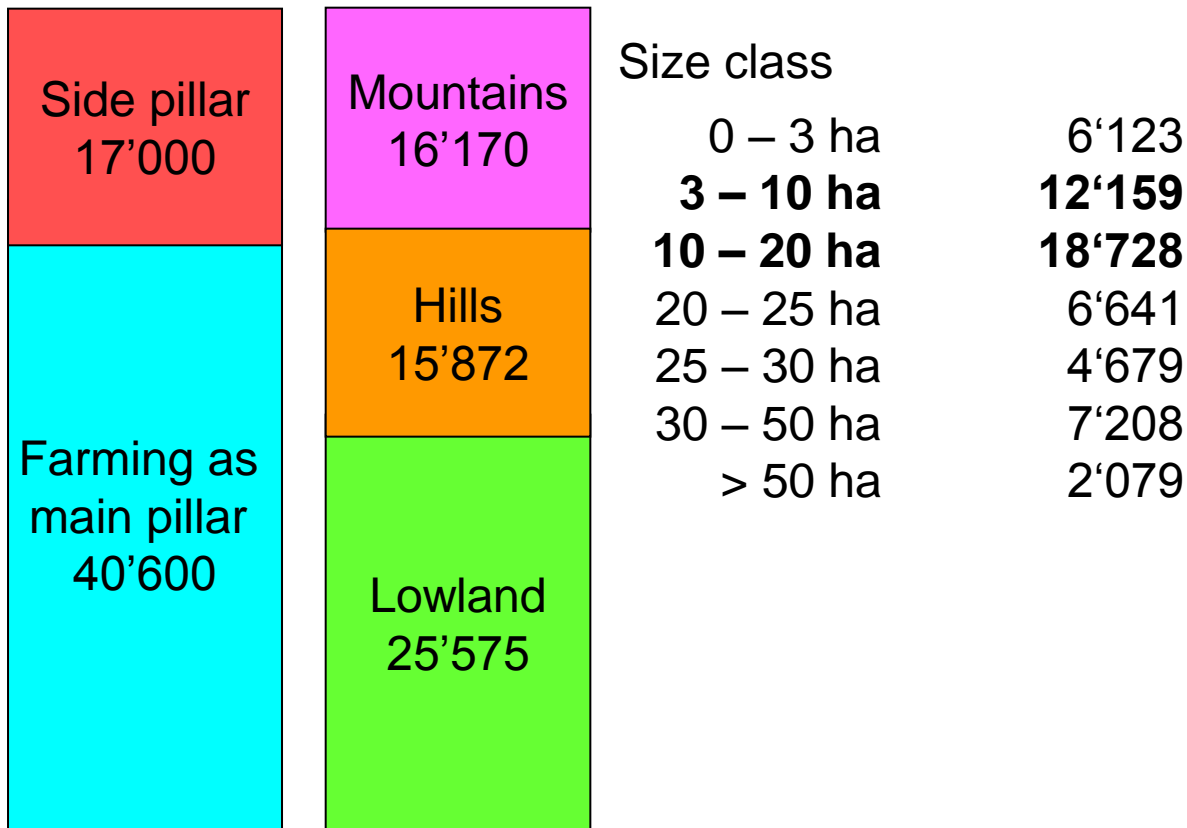 Side pillar
17’000
Farming as
main pillar
40’600
Mountains
16’170
Hills
15’872
Lowland
25’575
Size class
0 – 3 ha 6‘123
3 – 10 ha 12‘159
10 – 20 ha 18‘728
20 – 25 ha 6‘641
25 – 30 ha 4‘679
30 – 50 ha 7‘208
> 50 ha 2‘079